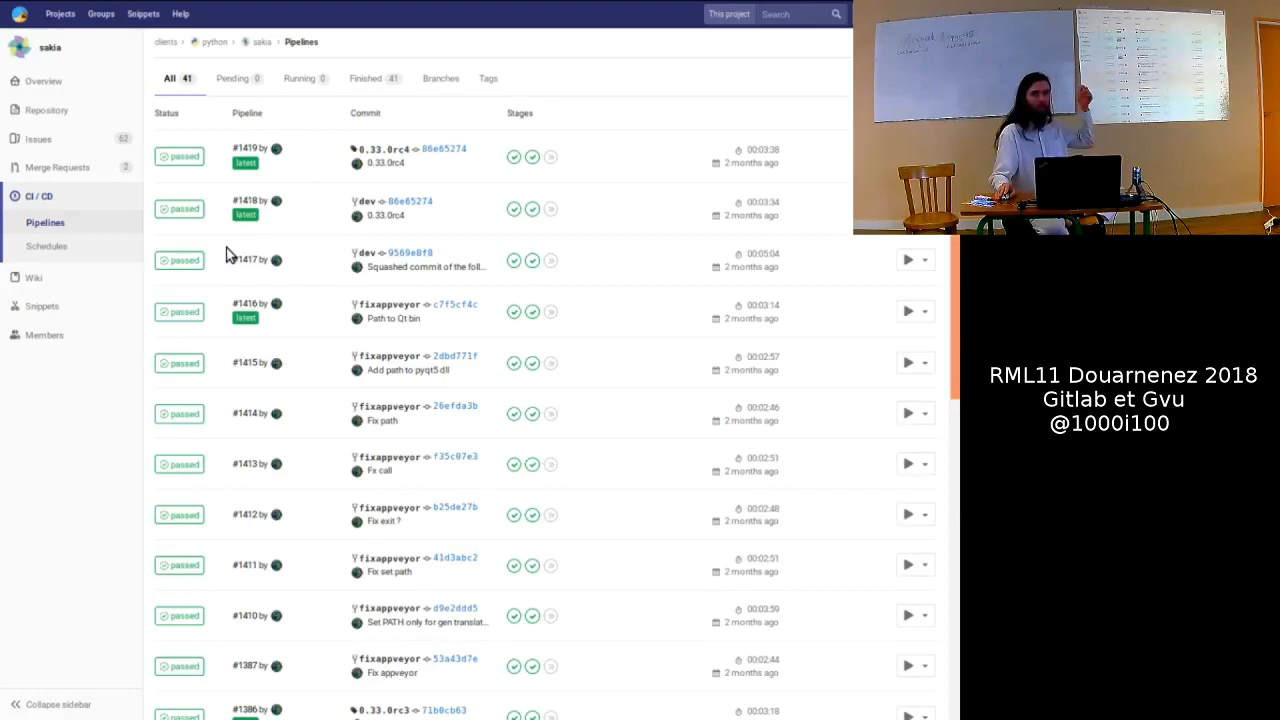 Projects Groups Snippets Help This project Search
sakia
clients › python › sakia › Pipelines
Overview
Repository
Issues 62
Merge Requests 2
CI / CD
Pipelines
Schedules
Wiki
Snippets
Members
Collapse sidebar
All 41 Pending 0 Running 0 Finished 41 Branches Tags
Status Pipeline Commit Stages
passed #1419 by 0.33.0rc4 86e65274 00:03:38
latest 0.33.0rc4 2 months ago
passed #1418 by dev 86e65274 00:03:34
latest 0.33.0rc4 2 months ago
passed #1417 by dev 9569e8f8 00:05:04
Squashed commit of the foll... 2 months ago
passed #1416 by fixappveyor c7f5cf4c 00:03:14
latest Path to Qt bin 2 months ago
passed #1415 by fixappveyor 2dbd771f 00:02:57
Add path to pyqt5 dll 2 months ago
passed #1414 by fixappveyor 26efda3b 00:02:46
Fix path 2 months ago
passed #1413 by fixappveyor f35c07e3 00:02:51
Fx call 2 months ago
passed #1412 by fixappveyor b25de27b 00:02:48
Fix exit ? 2 months ago
passed #1411 by fixappveyor 41d3abc2 00:02:51
Fix set path 2 months ago
passed #1410 by fixappveyor d9e2ddd5 00:03:59
Set PATH only for gen translat... 2 months ago
passed #1387 by fixappveyor 53a43d7e 00:02:44
Fix appveyor 2 months ago
passed #1386 by 0.33.0rc3 71b0cb63 00:03:18
RML11 Douarnenez 2018
Gitlab et Gvu
@1000i100